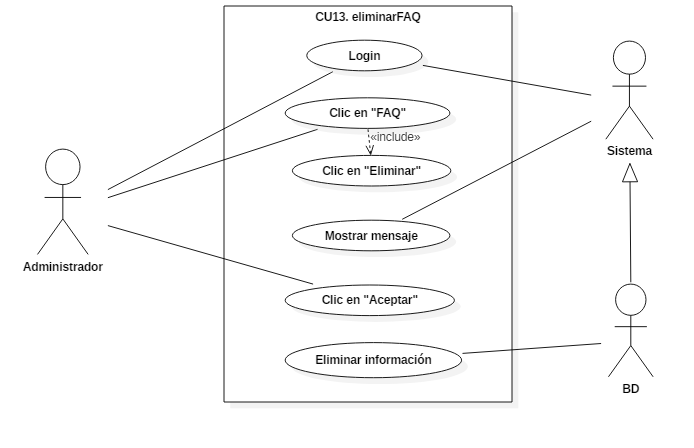 CU13. eliminarFAQ
Login
Clic en "FAQ"
«include»
Clic en "Eliminar"
Sistema
Mostrar mensaje
Administrador
Clic en "Aceptar"
Eliminar información
BD